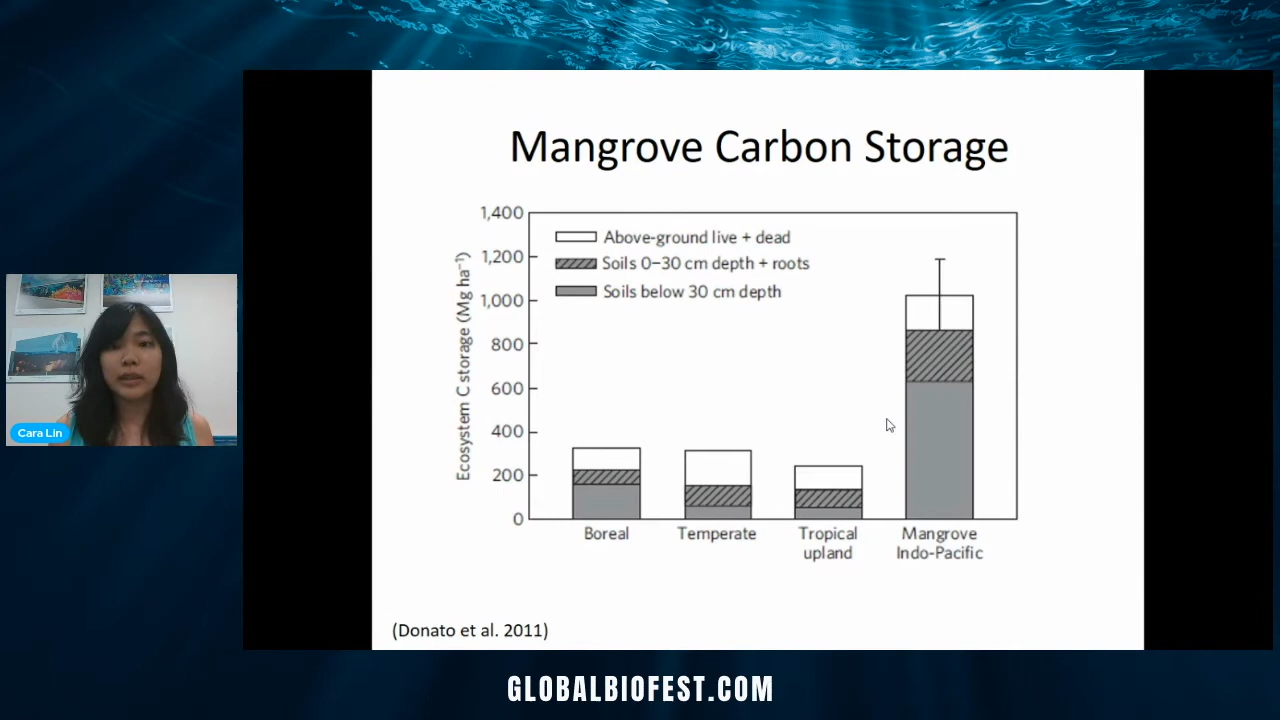 Mangrove Carbon Storage
Ecosystem C storage (Mg ha⁻¹)
1,400
1,200
1,000
800
600
400
200
0
Above-ground live + dead
Soils 0–30 cm depth + roots
Soils below 30 cm depth
Boreal
Temperate
Tropical
upland
Mangrove
Indo-Pacific
(Donato et al. 2011)
Cara Lin
GLOBALBIOFEST.COM